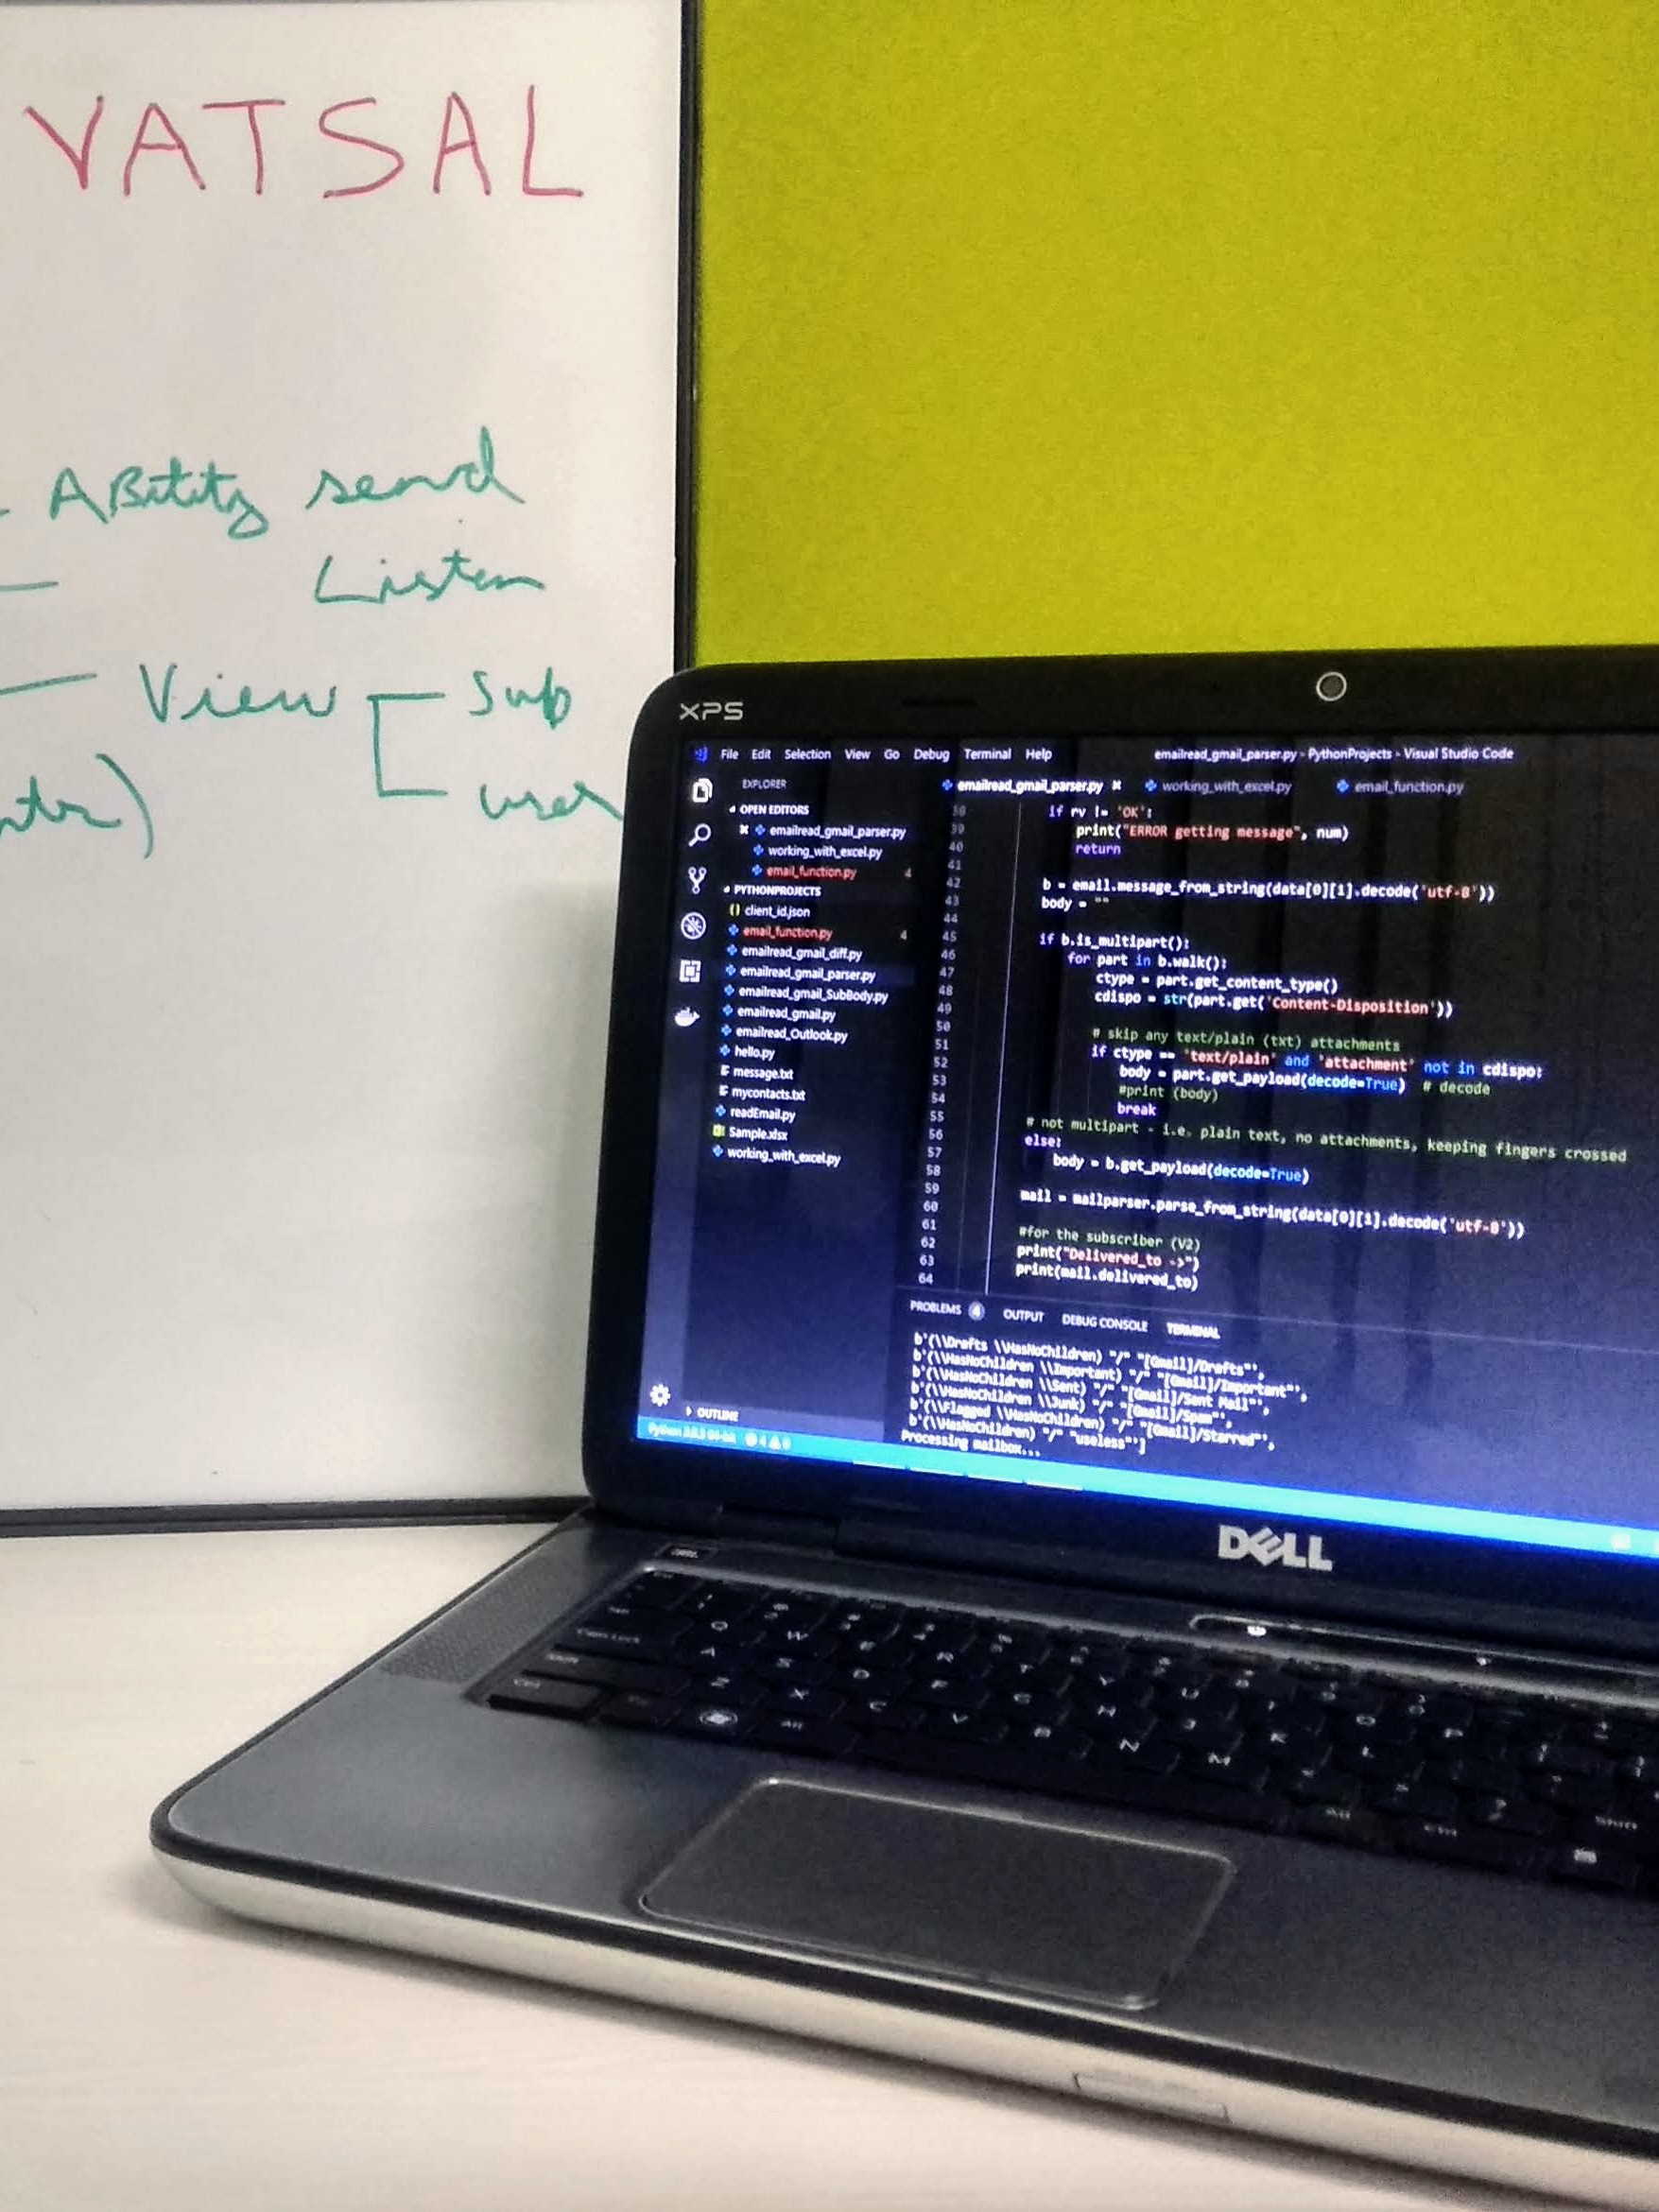 VATSAL
ABility send
Listen
View
Sub
user
XPS
File Edit Selection View Go Debug Terminal Help
emailread_gmail_parser.py - PythonProjects - Visual Studio Code
EXPLORER
OPEN EDITORS
emailread_gmail_parser.py
working_with_excel.py
email_function.py 4
PYTHONPROJECTS
client_id.json
email_function.py 4
emailread_gmail_diff.py
emailread_gmail_parser.py
emailread_gmail_SubBody.py
emailread_gmail.py
emailread_Outlook.py
hello.py
message.txt
mycontacts.txt
readEmail.py
Sample.xlsx
working_with_excel.py
OUTLINE
emailread_gmail_parser.py working_with_excel.py email_function.py
38 if rv != 'OK':
39 print("ERROR getting message", num)
40 return
41
42 b = email.message_from_string(data[0][1].decode('utf-8'))
43 body = ""
44
45 if b.is_multipart():
46 for part in b.walk():
47 ctype = part.get_content_type()
48 cdispo = str(part.get('Content-Disposition'))
49
50 # skip any text/plain (txt) attachments
51 if ctype == 'text/plain' and 'attachment' not in cdispo:
52 body = part.get_payload(decode=True) # decode
53 #print (body)
54 break
55 # not multipart - i.e. plain text, no attachments, keeping fingers crossed
56 else:
57 body = b.get_payload(decode=True)
58
59 mail = mailparser.parse_from_string(data[0][1].decode('utf-8'))
60
61 #for the subscriber (V2)
62 print("Delivered_to ->")
63 print(mail.delivered_to)
64
PROBLEMS 4 OUTPUT DEBUG CONSOLE TERMINAL
b'(\\Drafts \\HasNoChildren) "/" "[Gmail]/Drafts"',
b'(\\HasNoChildren \\Important) "/" "[Gmail]/Important"',
b'(\\HasNoChildren \\Sent) "/" "[Gmail]/Sent Mail"',
b'(\\HasNoChildren \\Junk) "/" "[Gmail]/Spam"',
b'(\\Flagged \\HasNoChildren) "/" "[Gmail]/Starred"',
b'(\\HasNoChildren) "/" "useless"']
Processing mailbox...
DELL
Q W E R T Y U I O P
A S D F G H J K L
Z X C V B N M
Alt